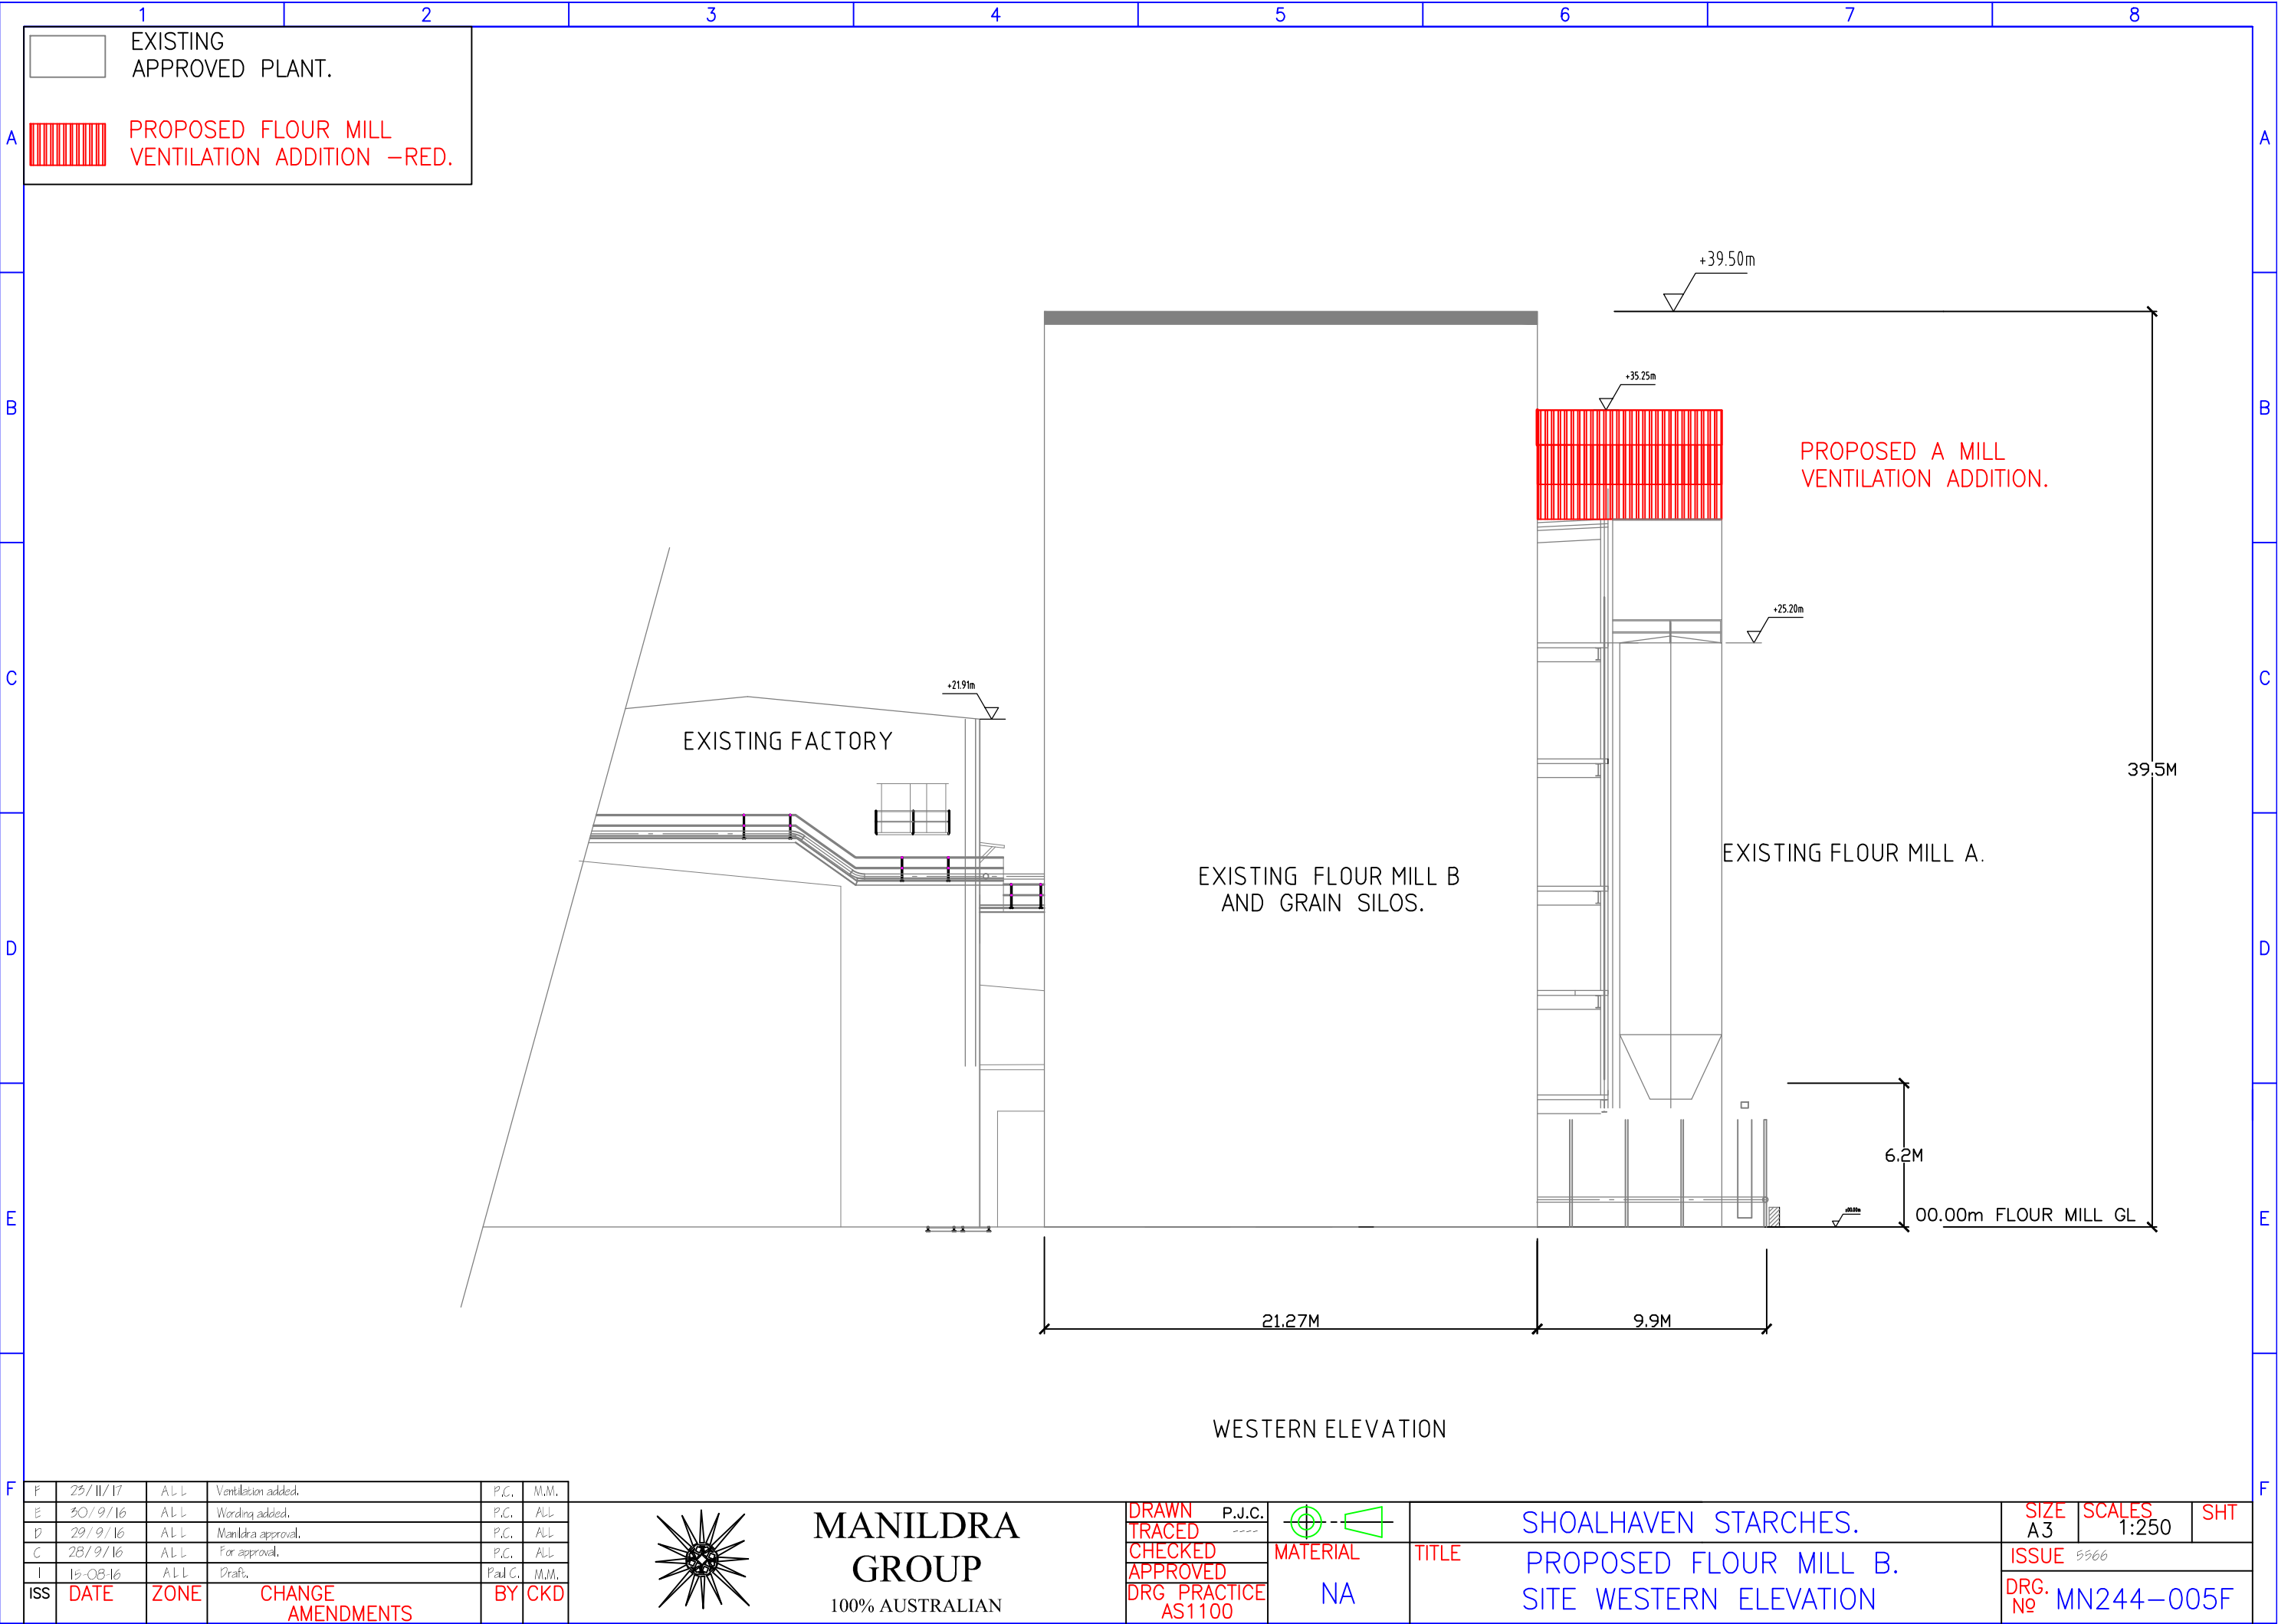 1 2 3 4 5 6 7 8
EXISTING
APPROVED PLANT.
PROPOSED FLOUR MILL
VENTILATION ADDITION -RED.
A A
+39.50m
+35.25m
B B
PROPOSED A MILL
VENTILATION ADDITION.
+25.20m
C C
+21.91m
EXISTING FACTORY
39.5M
EXISTING FLOUR MILL A.
EXISTING FLOUR MILL B
AND GRAIN SILOS.
D D
6.2M
00.00m FLOUR MILL GL
E E
21.27M
9.9M
WESTERN ELEVATION
F F
F 23/11/17 ALL Ventilation added. P.C. M.M.
E 30/9/16 ALL Wording added. P.C. ALL
D 29/9/16 ALL Manildra approval. P.C. ALL
C 28/9/16 ALL For approval. P.C. ALL
1 15-08-16 ALL Draft. Paul C. M.M.
ISS DATE ZONE CHANGE AMENDMENTS BY CKD
MANILDRA
GROUP
100% AUSTRALIAN
DRAWN P.J.C.
TRACED ----
CHECKED
APPROVED
DRG PRACTICE
AS1100
MATERIAL
NA
TITLE
SHOALHAVEN STARCHES.
PROPOSED FLOUR MILL B.
SITE WESTERN ELEVATION
SIZE
A3
SCALES
1:250
SHT
ISSUE 5566
DRG. Nº MN244-005F